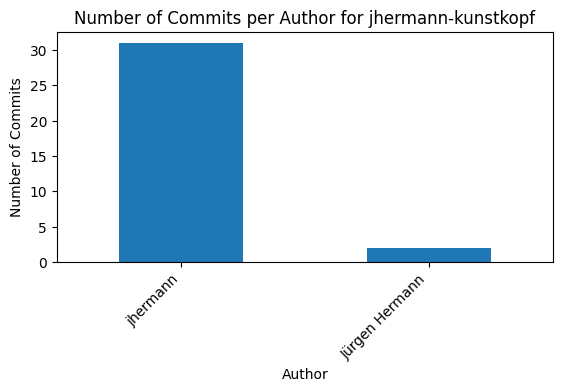 Number of Commits per Author for jhermann-kunstkopf
Number of Commits
30
25
20
15
10
5
0
jhermann
Jürgen Hermann
Author